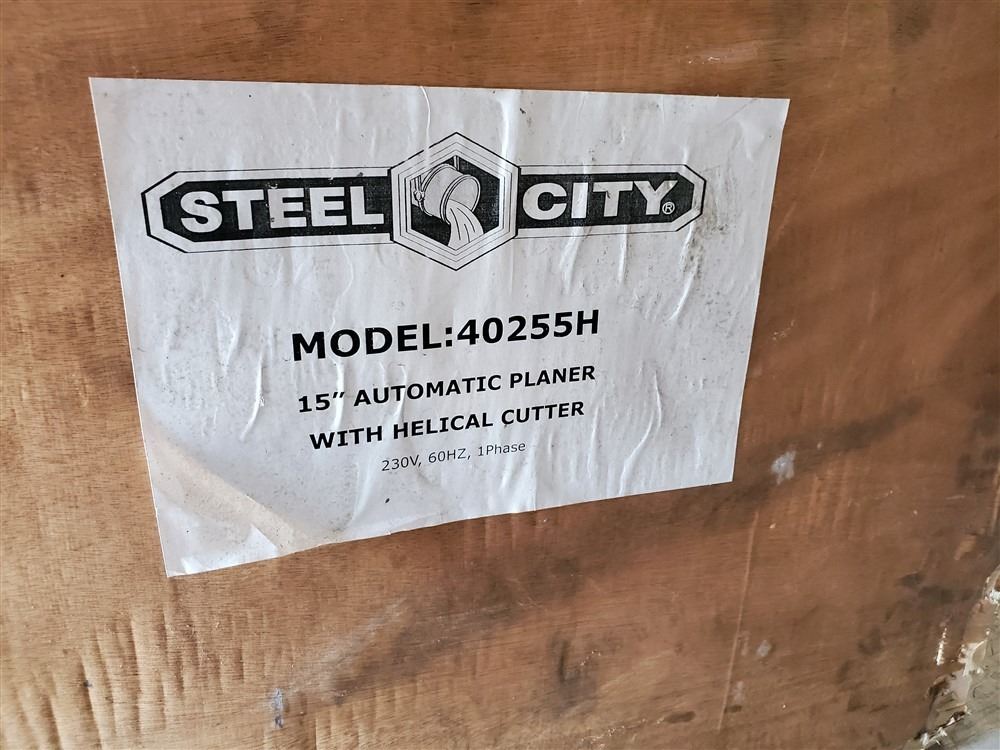 STEEL CITY®
MODEL:40255H
15” AUTOMATIC PLANER
WITH HELICAL CUTTER
230V, 60HZ, 1Phase